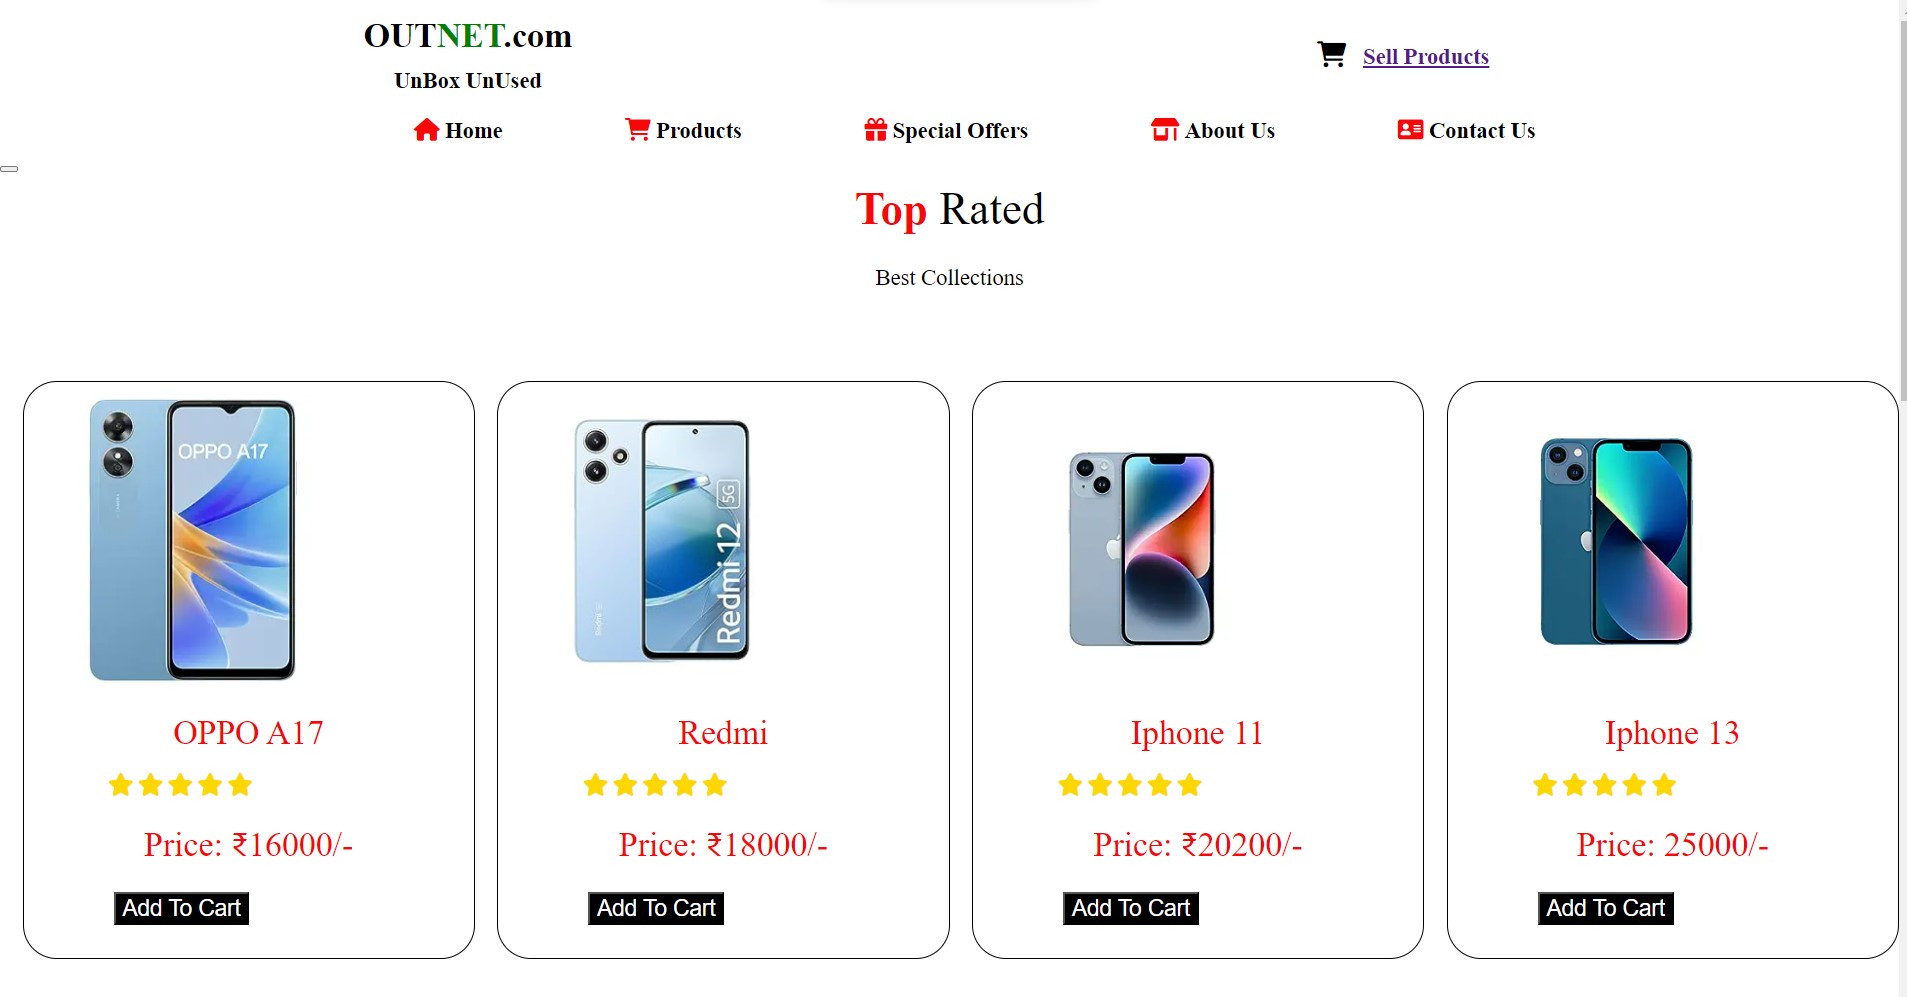 OUTNET.com
UnBox UnUsed
Sell Products
Home Products Special Offers About Us Contact Us
Top Rated
Best Collections
OPPO A17
Redmi 12 5G
Redmi
OPPO A17
Redmi
Iphone 11
Iphone 13
Price: ₹16000/-
Price: ₹18000/-
Price: ₹20200/-
Price: 25000/-
Add To Cart
Add To Cart
Add To Cart
Add To Cart